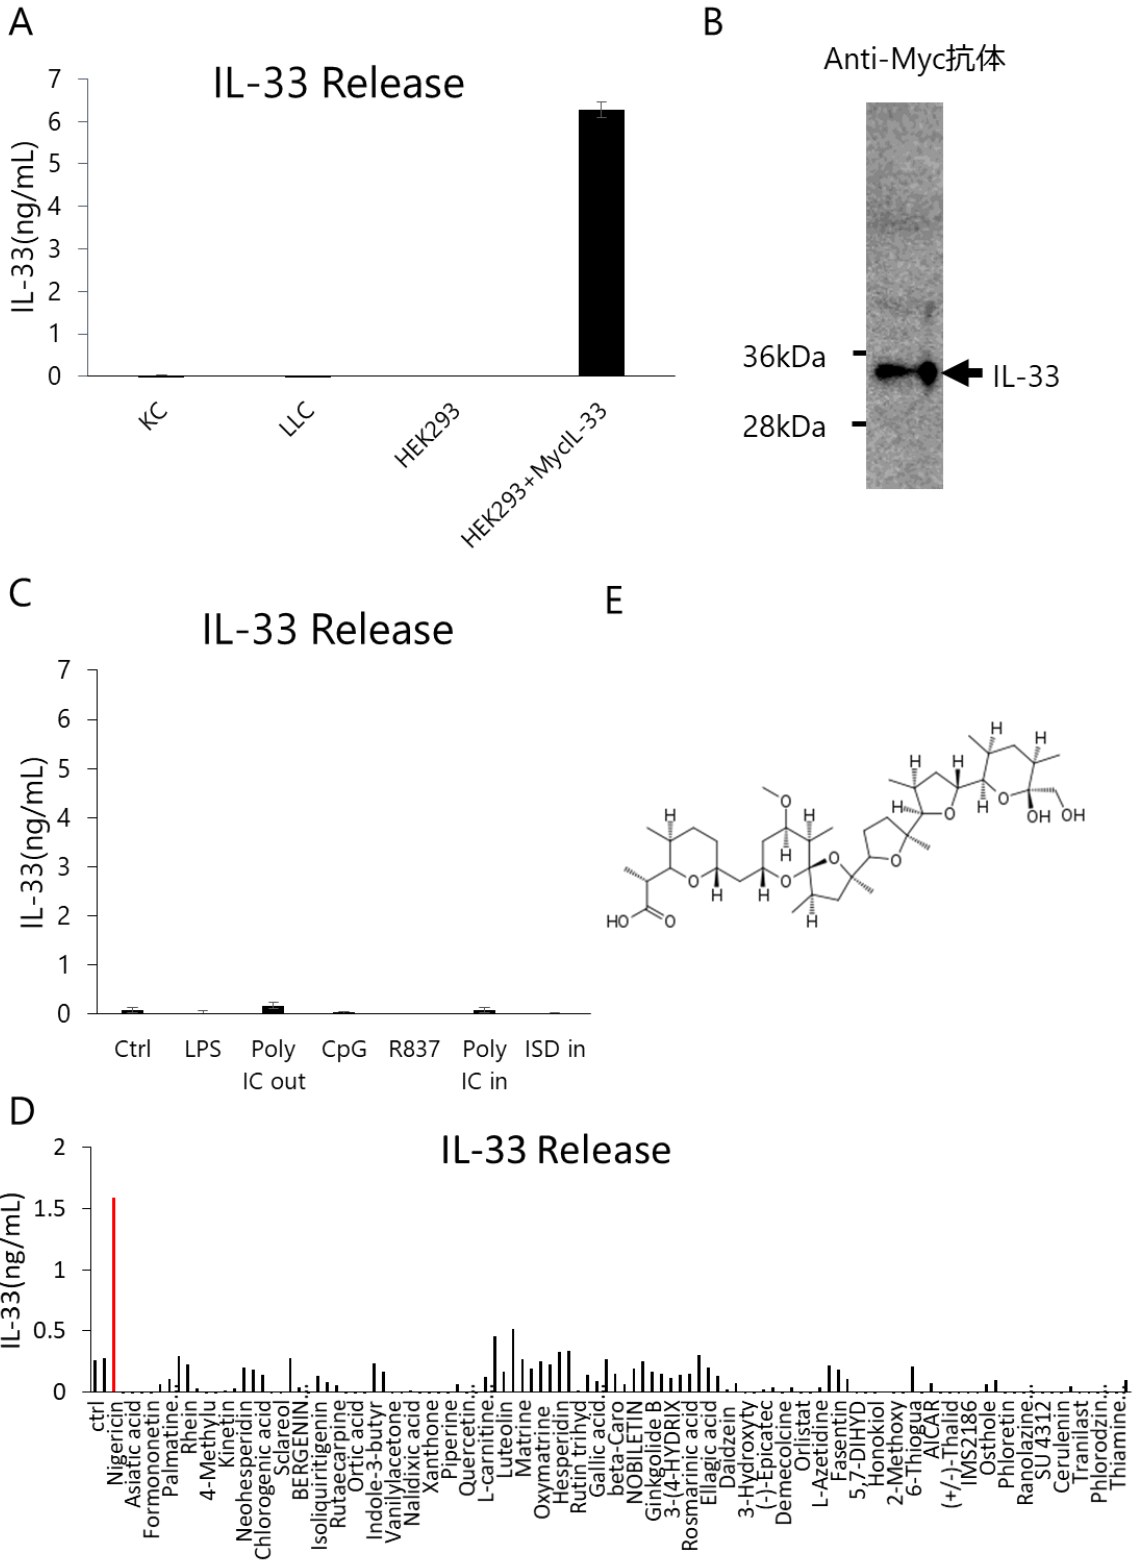 A
IL-33 Release
IL-33(ng/mL)
7
6
5
4
3
2
1
0
KC
LLC
HEK293
HEK293+MycIL-33
B
Anti-Myc抗体
36kDa
28kDa
IL-33
C
IL-33 Release
IL-33(ng/mL)
7
6
5
4
3
2
1
0
Ctrl
LPS
Poly
IC out
CpG
R837
Poly
IC in
ISD in
E
H
O
H
O
H
H
O
H
H
O
O
H
O
HO
O
H
H
O
H
O
H
H
O
H
OH
OH
D
IL-33 Release
IL-33(ng/mL)
2
1.5
1
0.5
0
ctrl
Nigericin
Asiatic acid
Formononetin
Palmatine…
Rhein
4-Methylu
Kinetin
Neohesperidin
Chlorogenic acid
Sclareol
BERGENIN…
Isoliquiritigenin
Rutaecarpine
Ortic acid
Indole-3-butyr
Vanilylacetone
Nalidixic acid
Xanthone
Piperine
Quercetin…
L-carnitine…
Luteolin
Matrine
Oxymatrine
Hesperidin
Rutin trihyd
Gallic acid…
beta-Caro
NOBILETIN
Ginkgolide B
3-(4-HYDRIX
Rosmarinic acid
Ellagic acid
Daidzein
3-Hydroxyty
(-)-Epicatec
Demecolcine
L-Azetidine
Orlistat
Fasentin
5,7-DIHYD
Honokiol
2-Methoxy
6-Thiogua
AICAR
(+/-)-Thalid
IMS2186
Osthole
Phloretin
Ranolazine…
SU 4312
Cerulenin
Tranilast
Phlorodzin…
Thiamine…